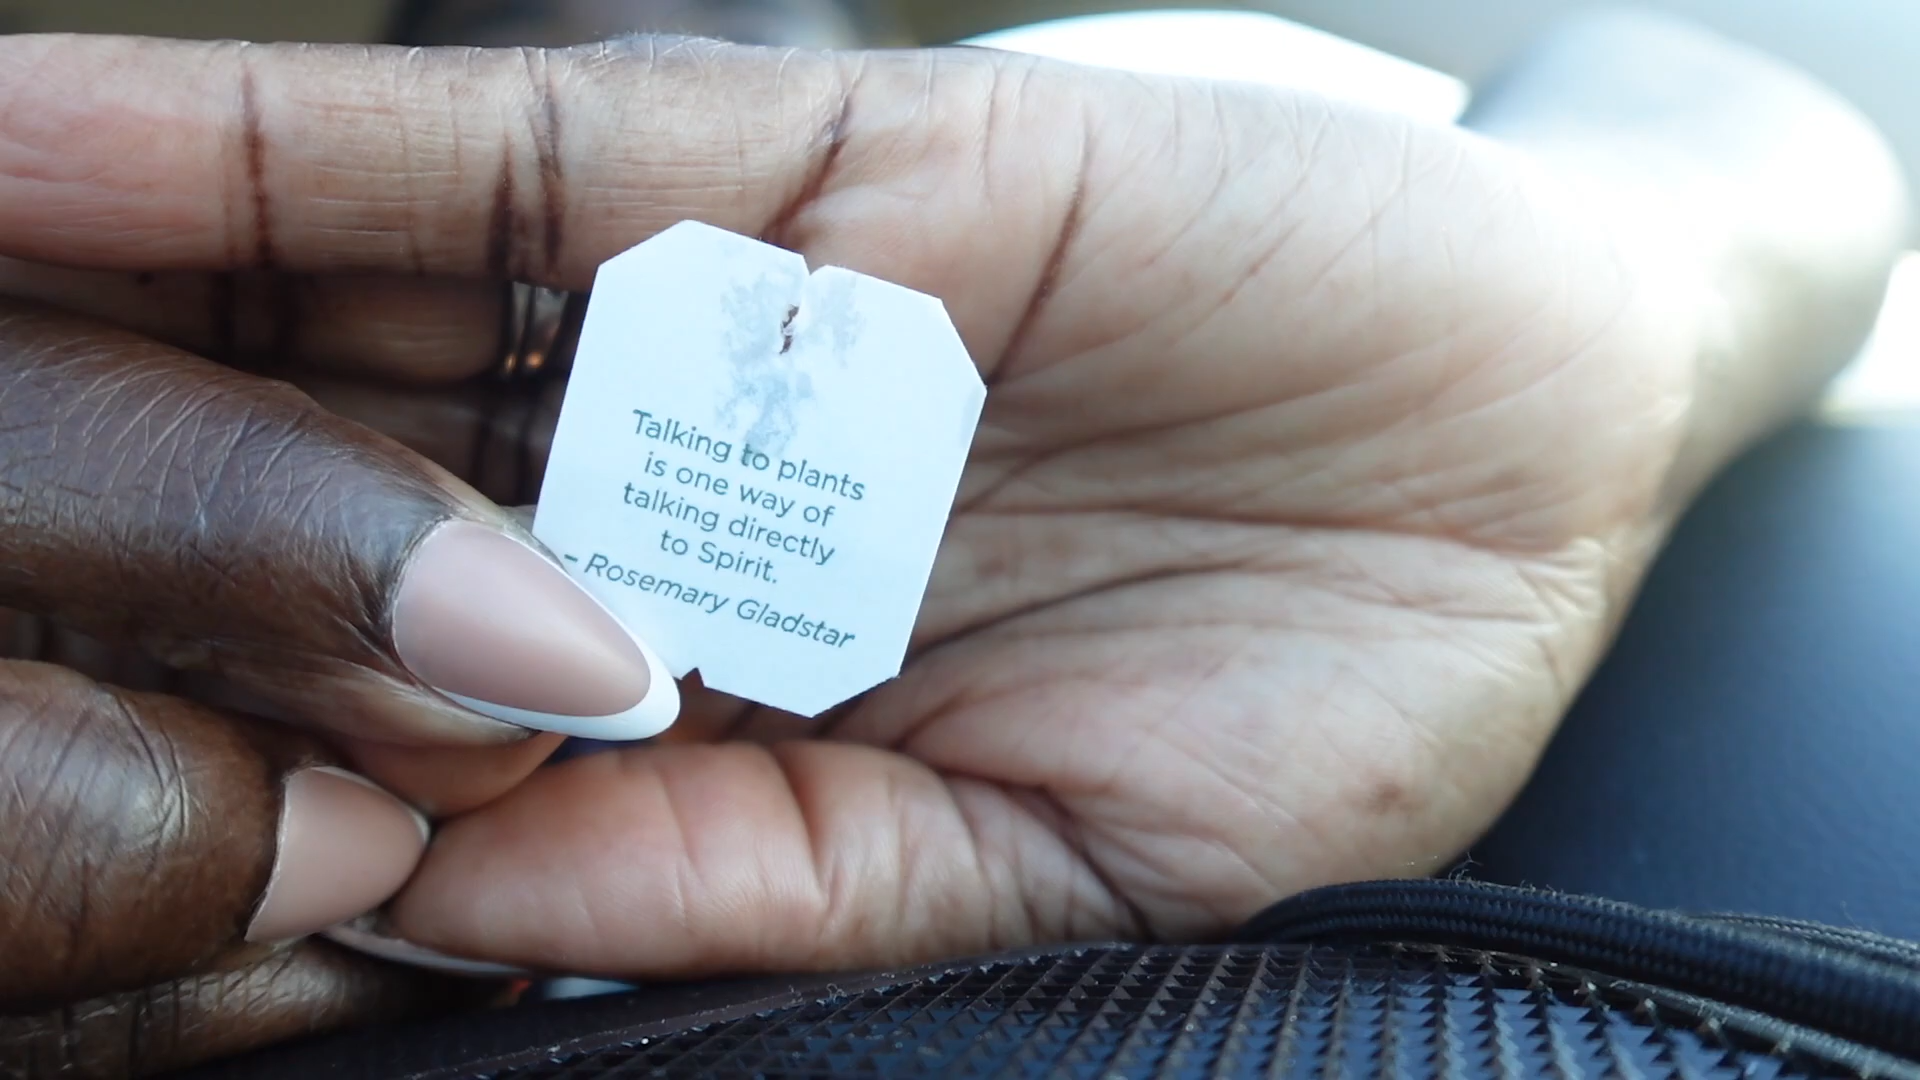 Talking to plants
is one way of
talking directly
to Spirit.
– Rosemary Gladstar